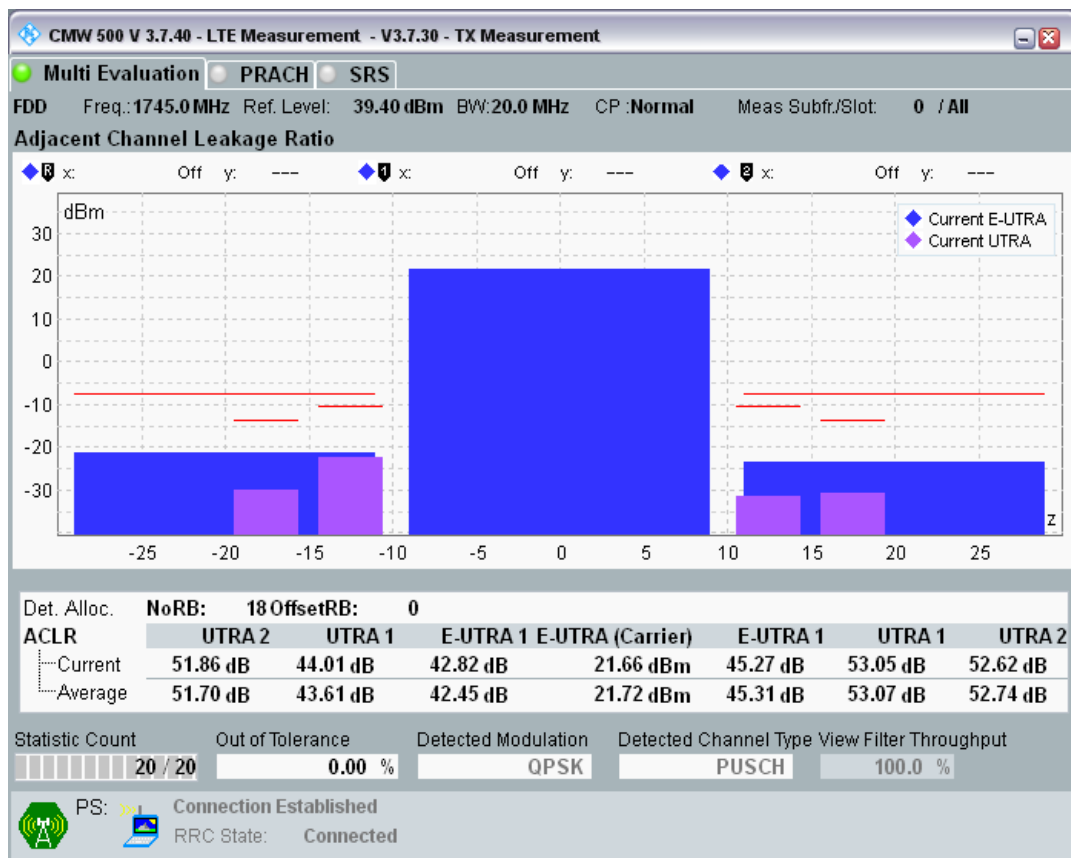 CMW 500 V 3.7.40 - LTE Measurement - V3.7.30 - TX Measurement
Multi Evaluation PRACH SRS
FDD Freq.:1745.0 MHz Ref. Level: 39.40 dBm BW:20.0 MHz CP :Normal Meas Subfr./Slot: 0 / All
Adjacent Channel Leakage Ratio
R x: Off y: --- 1 x: Off y: --- 2 x: Off y: ---
dBm
Current E-UTRA
Current UTRA
30
20
10
0
-10
-20
-30
z
-25 -20 -15 -10 -5 0 5 10 15 20 25
Det. Alloc. NoRB: 18 OffsetRB: 0
ACLR UTRA 2 UTRA 1 E-UTRA 1 E-UTRA (Carrier) E-UTRA 1 UTRA 1 UTRA 2
Current 51.86 dB 44.01 dB 42.82 dB 21.66 dBm 45.27 dB 53.05 dB 52.62 dB
Average 51.70 dB 43.61 dB 42.45 dB 21.72 dBm 45.31 dB 53.07 dB 52.74 dB
Statistic Count Out of Tolerance Detected Modulation Detected Channel Type View Filter Throughput
20 / 20 0.00 % QPSK PUSCH 100.0 %
PS: Connection Established
RRC State: Connected